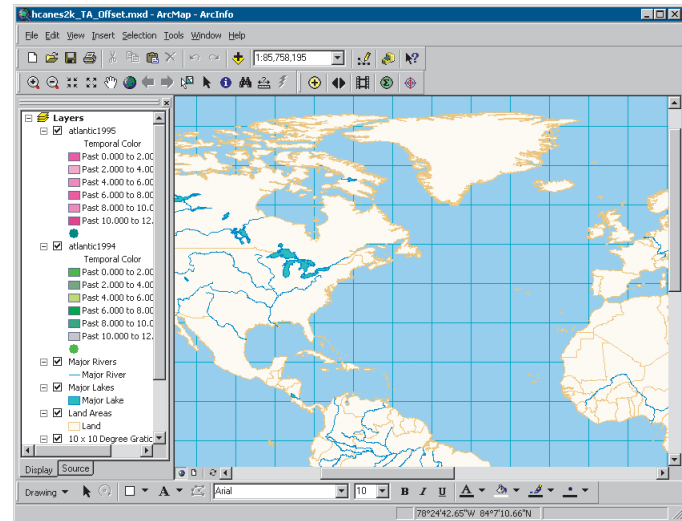 hcanes2k_TA_Offset.mxd - ArcMap - ArcInfo
File Edit View Insert Selection Tools Window Help
1:85,758,195
Layers
atlantic1995
Temporal Color
Past 0.000 to 2.00
Past 2.000 to 4.00
Past 4.000 to 6.00
Past 6.000 to 8.00
Past 8.000 to 10.0
Past 10.000 to 12.
atlantic1994
Temporal Color
Past 0.000 to 2.00
Past 2.000 to 4.00
Past 4.000 to 6.00
Past 6.000 to 8.00
Past 8.000 to 10.0
Past 10.000 to 12.
Major Rivers
Major River
Major Lakes
Major Lake
Land Areas
Land
10 x 10 Degree Gratic
Display Source
Drawing A Arial 10 B I U A
78°24'42.65"W 84°7'10.66"N